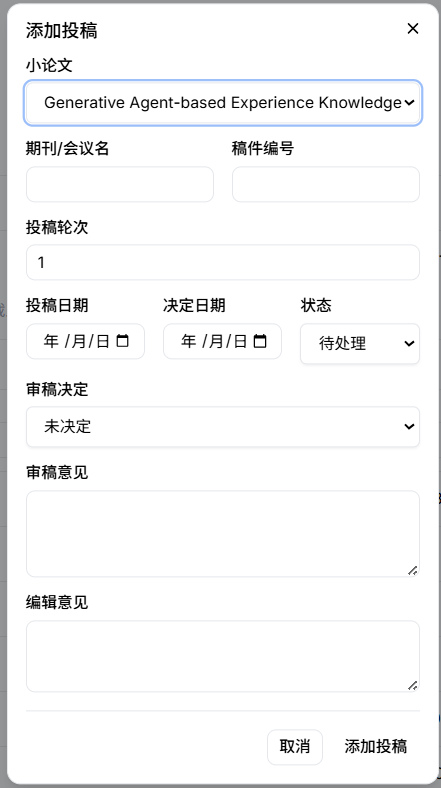 添加投稿
小论文
Generative Agent-based Experience Knowledge
期刊/会议名 稿件编号
投稿轮次
1
投稿日期 决定日期 状态
年 /月/日 年 /月/日 待处理
审稿决定
未决定
审稿意见
编辑意见
取消 添加投稿